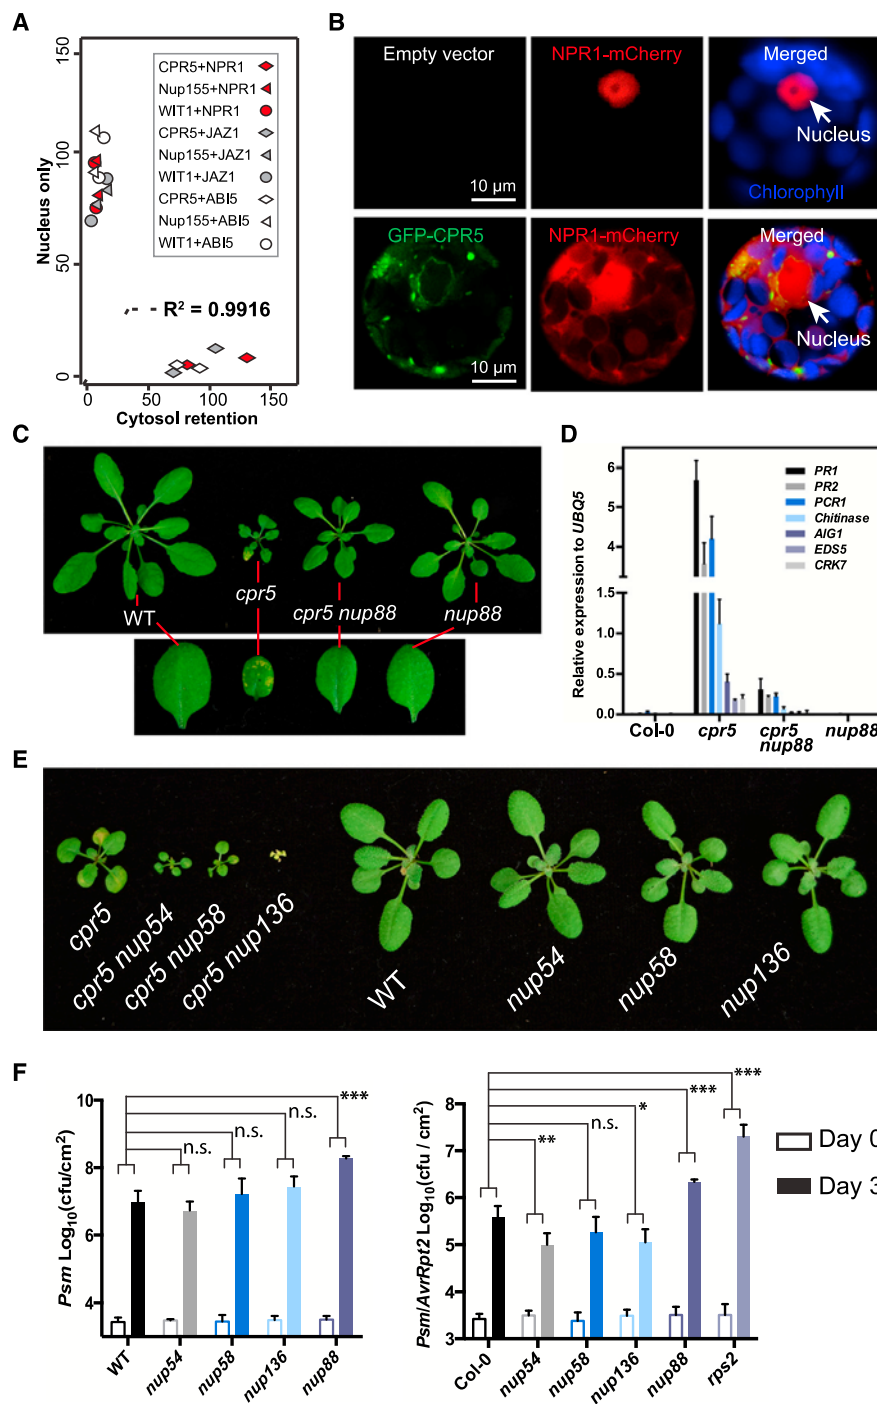 A
Nucleus only
150
100
50
0
CPR5+NPR1
Nup155+NPR1
WIT1+NPR1
CPR5+JAZ1
Nup155+JAZ1
WIT1+JAZ1
CPR5+ABI5
Nup155+ABI5
WIT1+ABI5
R² = 0.9916
0
50
100
150
Cytosol retention
B
Empty vector
NPR1-mCherry
Merged
Nucleus
10 µm
Chlorophyll
GFP-CPR5
NPR1-mCherry
Merged
Nucleus
10 µm
C
WT
cpr5
cpr5 nup88
nup88
D
Relative expression to UBQ5
6
4
2
1.5
1.0
0.5
0.0
PR1
PR2
PCR1
Chitinase
AIG1
EDS5
CRK7
Col-0
cpr5
cpr5 nup88
nup88
E
cpr5
cpr5 nup54
cpr5 nup58
cpr5 nup136
WT
nup54
nup58
nup136
F
Psm Log10(cfu/cm²)
10
8
6
4
n.s.
n.s.
n.s.
***
WT
nup54
nup58
nup136
nup88
Psm/AvrRpt2 Log10(cfu / cm²)
8
7
6
5
4
3
**
n.s.
*
***
***
Col-0
nup54
nup58
nup136
nup88
rps2
Day 0
Day 3